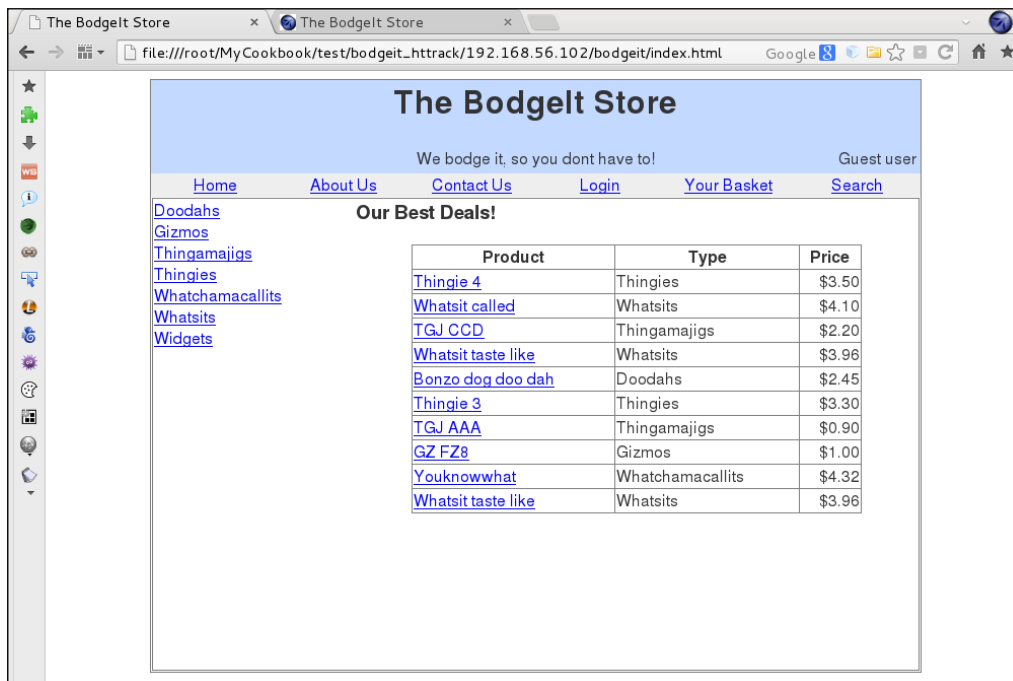 The BodgeIt Store × The BodgeIt Store ×
file:///root/MyCookbook/test/bodgeit_httrack/192.168.56.102/bodgeit/index.html Google 8
WS
The BodgeIt Store
We bodge it, so you dont have to! Guest user
Home About Us Contact Us Login Your Basket Search
Doodahs
Gizmos
Thingamajigs
Thingies
Whatchamacallits
Whatsits
Widgets
Our Best Deals!
Product Type Price
Thingie 4 Thingies $3.50
Whatsit called Whatsits $4.10
TGJ CCD Thingamajigs $2.20
Whatsit taste like Whatsits $3.96
Bonzo dog doo dah Doodahs $2.45
Thingie 3 Thingies $3.30
TGJ AAA Thingamajigs $0.90
GZ FZ8 Gizmos $1.00
Youknowwhat Whatchamacallits $4.32
Whatsit taste like Whatsits $3.96